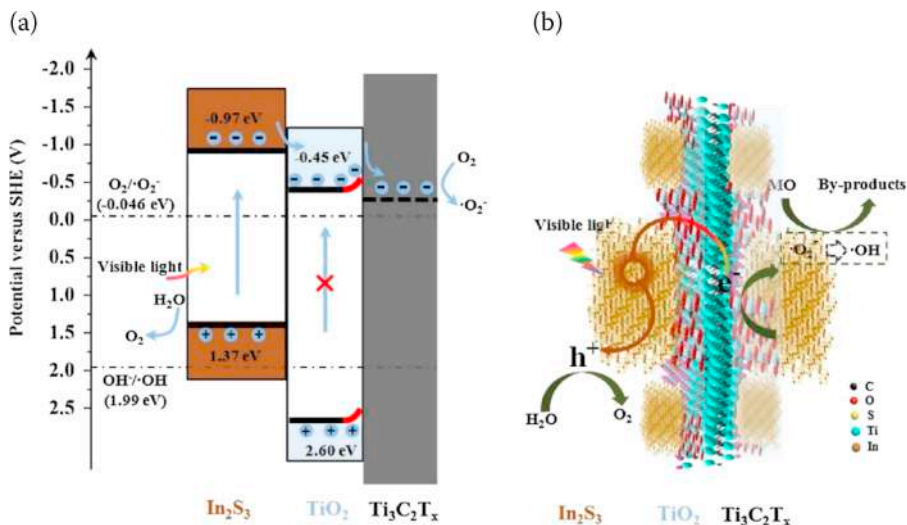 (a)
Potential versus SHE (V)
-2.0
-1.5
-1.0
-0.5
0.0
0.5
1.0
1.5
2.0
2.5
O₂/·O₂⁻
(-0.046 eV)
Visible light
H₂O
O₂
OH⁻/·OH
(1.99 eV)
-0.97 eV
1.37 eV
-0.45 eV
2.60 eV
O₂
·O₂⁻
In₂S₃
TiO₂
Ti₃C₂Tₓ
(b)
Visible light
MO
By-products
·O₂⁻
·OH
e⁻
h⁺
H₂O
O₂
C
O
S
Ti
In
In₂S₃
TiO₂
Ti₃C₂Tₓ